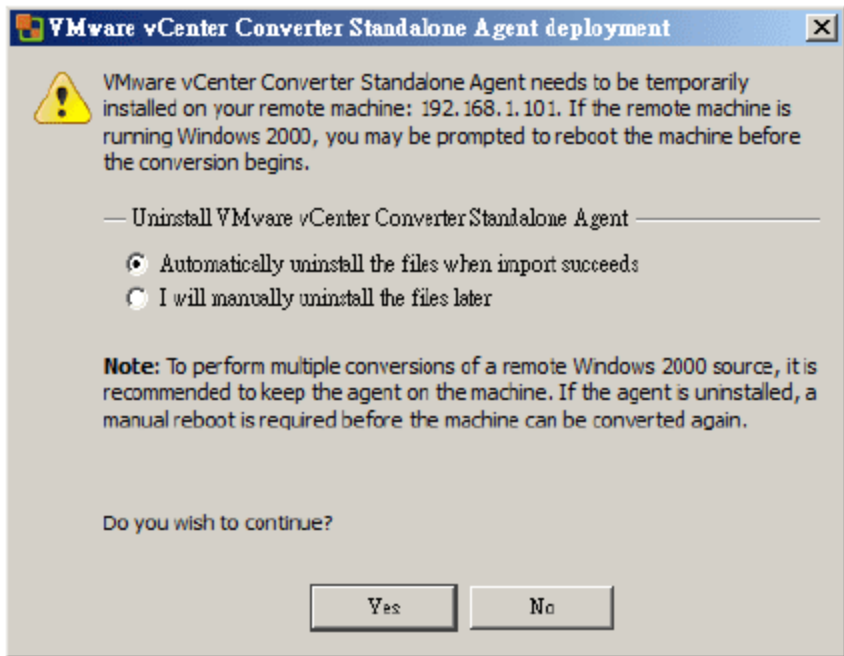 VMware vCenter Converter Standalone Agent deployment
VMware vCenter Converter Standalone Agent needs to be temporarily
installed on your remote machine: 192.168.1.101. If the remote machine is
running Windows 2000, you may be prompted to reboot the machine before
the conversion begins.
Uninstall VMware vCenter Converter Standalone Agent
Automatically uninstall the files when import succeeds
I will manually uninstall the files later
Note: To perform multiple conversions of a remote Windows 2000 source, it is
recommended to keep the agent on the machine. If the agent is uninstalled, a
manual reboot is required before the machine can be converted again.
Do you wish to continue?
Yes
No